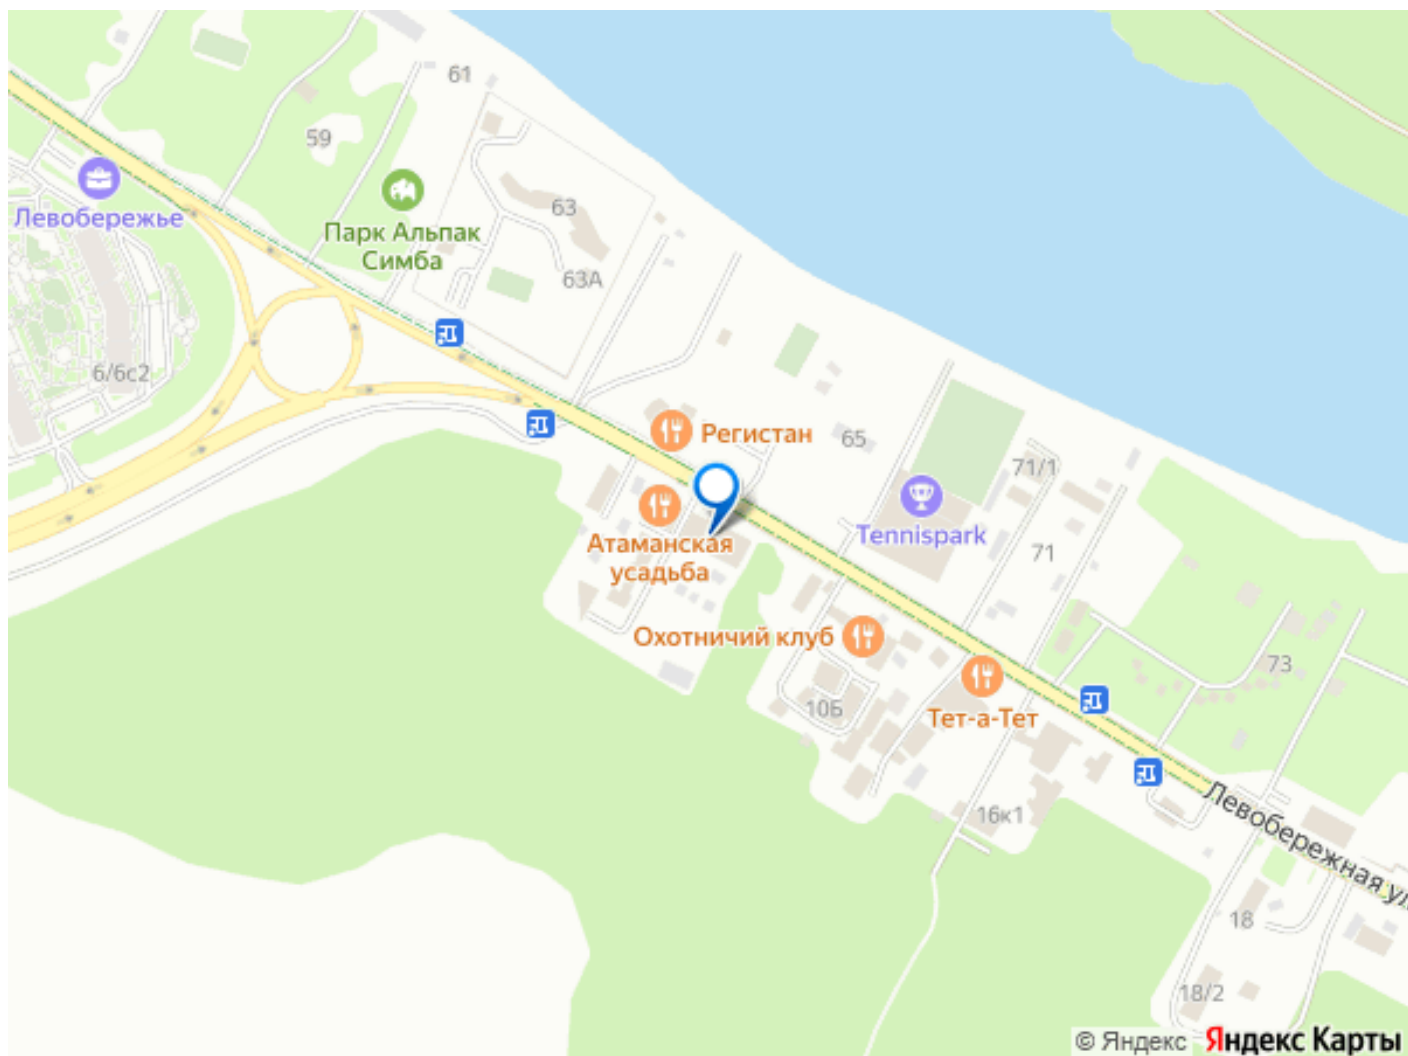 61
59
Левобережье
Парк Альпак
Симба
63
63А
6/6с2
Регистан
65
71/1
Tennispark
Атаманская
усадьба
71
Охотничий клуб
73
10Б
Тет-а-Тет
16к1
Левобережная ул.
18
18/2
© Яндекс Яндекс Карты